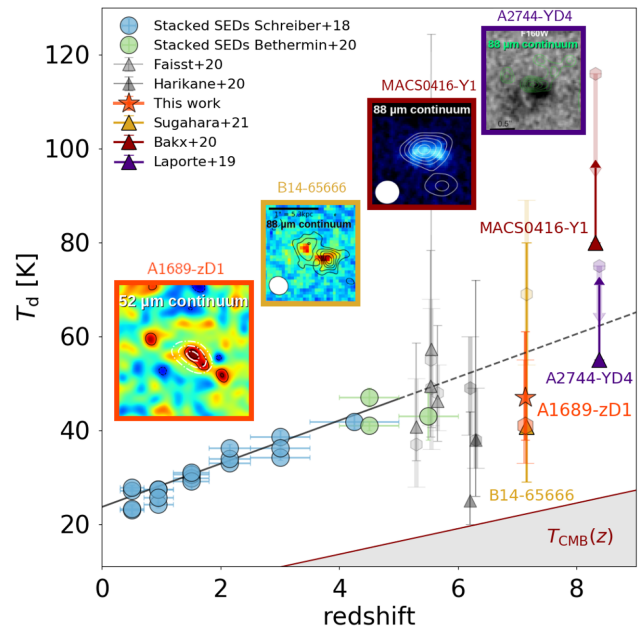 A2744-YD4
F160W
88 μm continuum
0.5"
Stacked SEDs Schreiber+18
Stacked SEDs Bethermin+20
Faisst+20
Harikane+20
This work
Sugahara+21
Bakx+20
Laporte+19
MACS0416-Y1
88 μm continuum
B14-65666
88 μm continuum
A1689-zD1
52 μm continuum
MACS0416-Y1
A2744-YD4
A1689-zD1
B14-65666
T_CMB(z)
T_d [K]
120
100
80
60
40
20
0
2
4
6
8
redshift